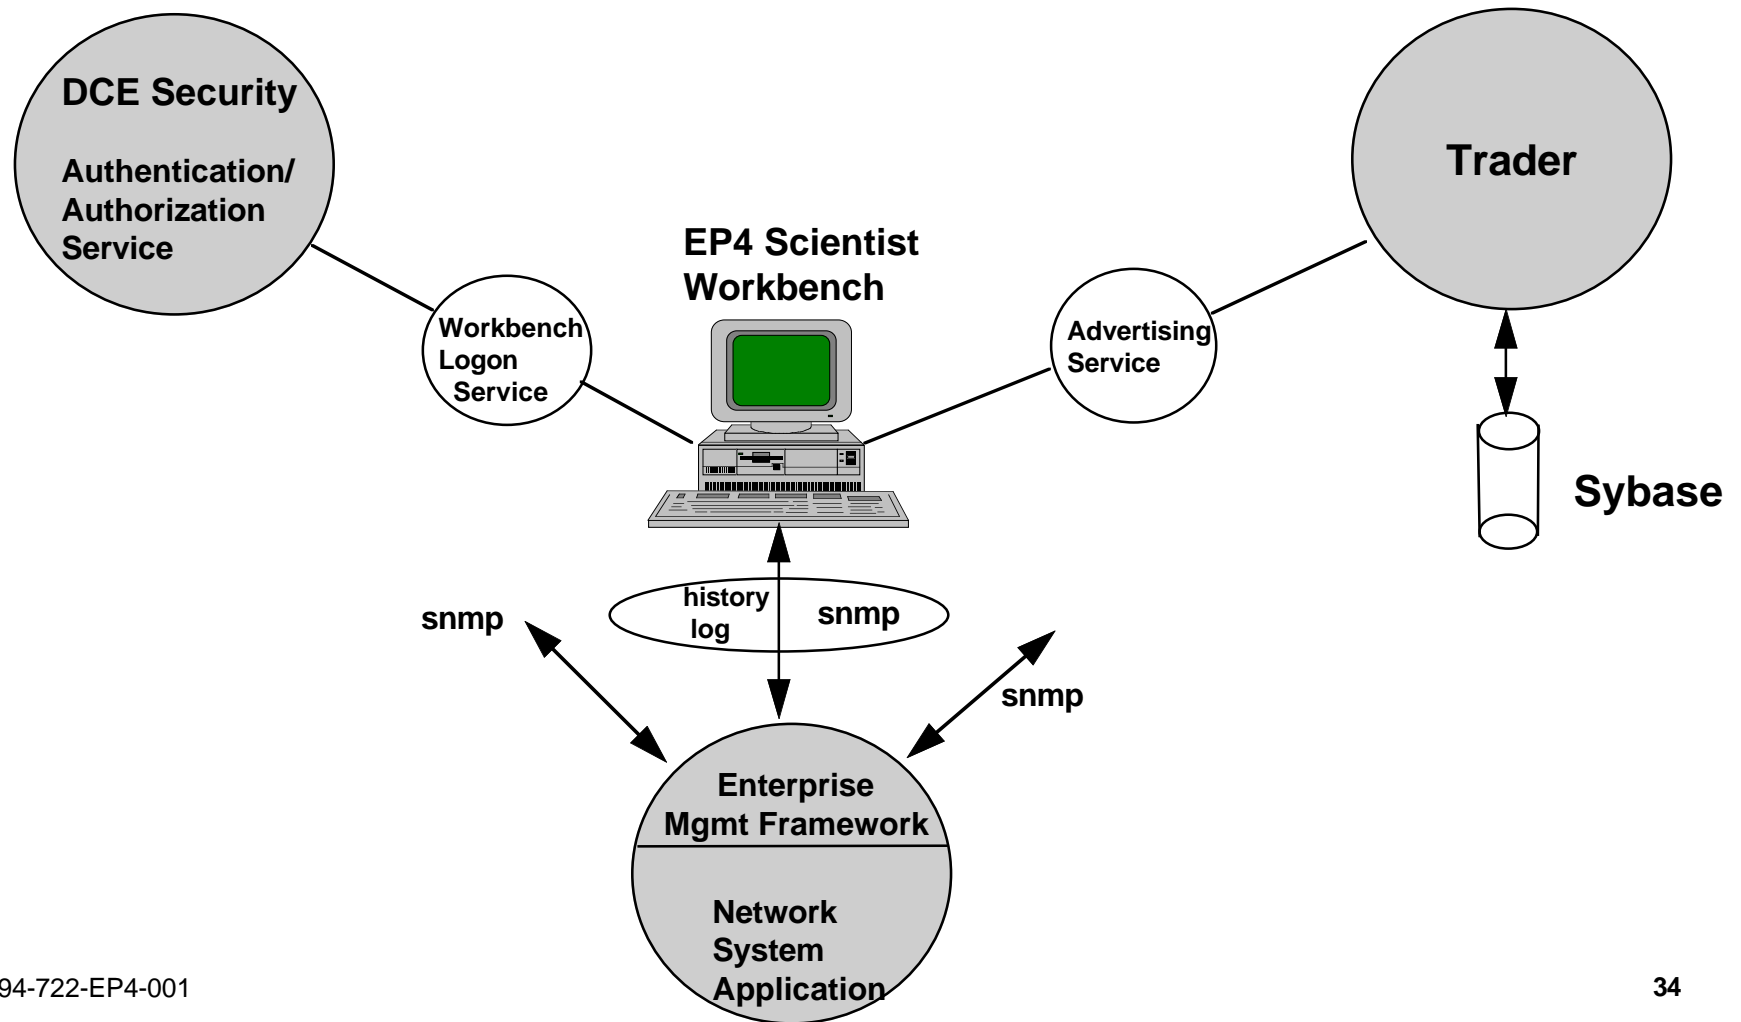 DCE Security
Authentication/
Authorization
Service
Trader
EP4 Scientist
Workbench
Workbench
Logon
Service
Advertising
Service
Sybase
history
log
snmp
snmp
snmp
Enterprise
Mgmt Framework
Network
System
Application
94-722-EP4-001
34